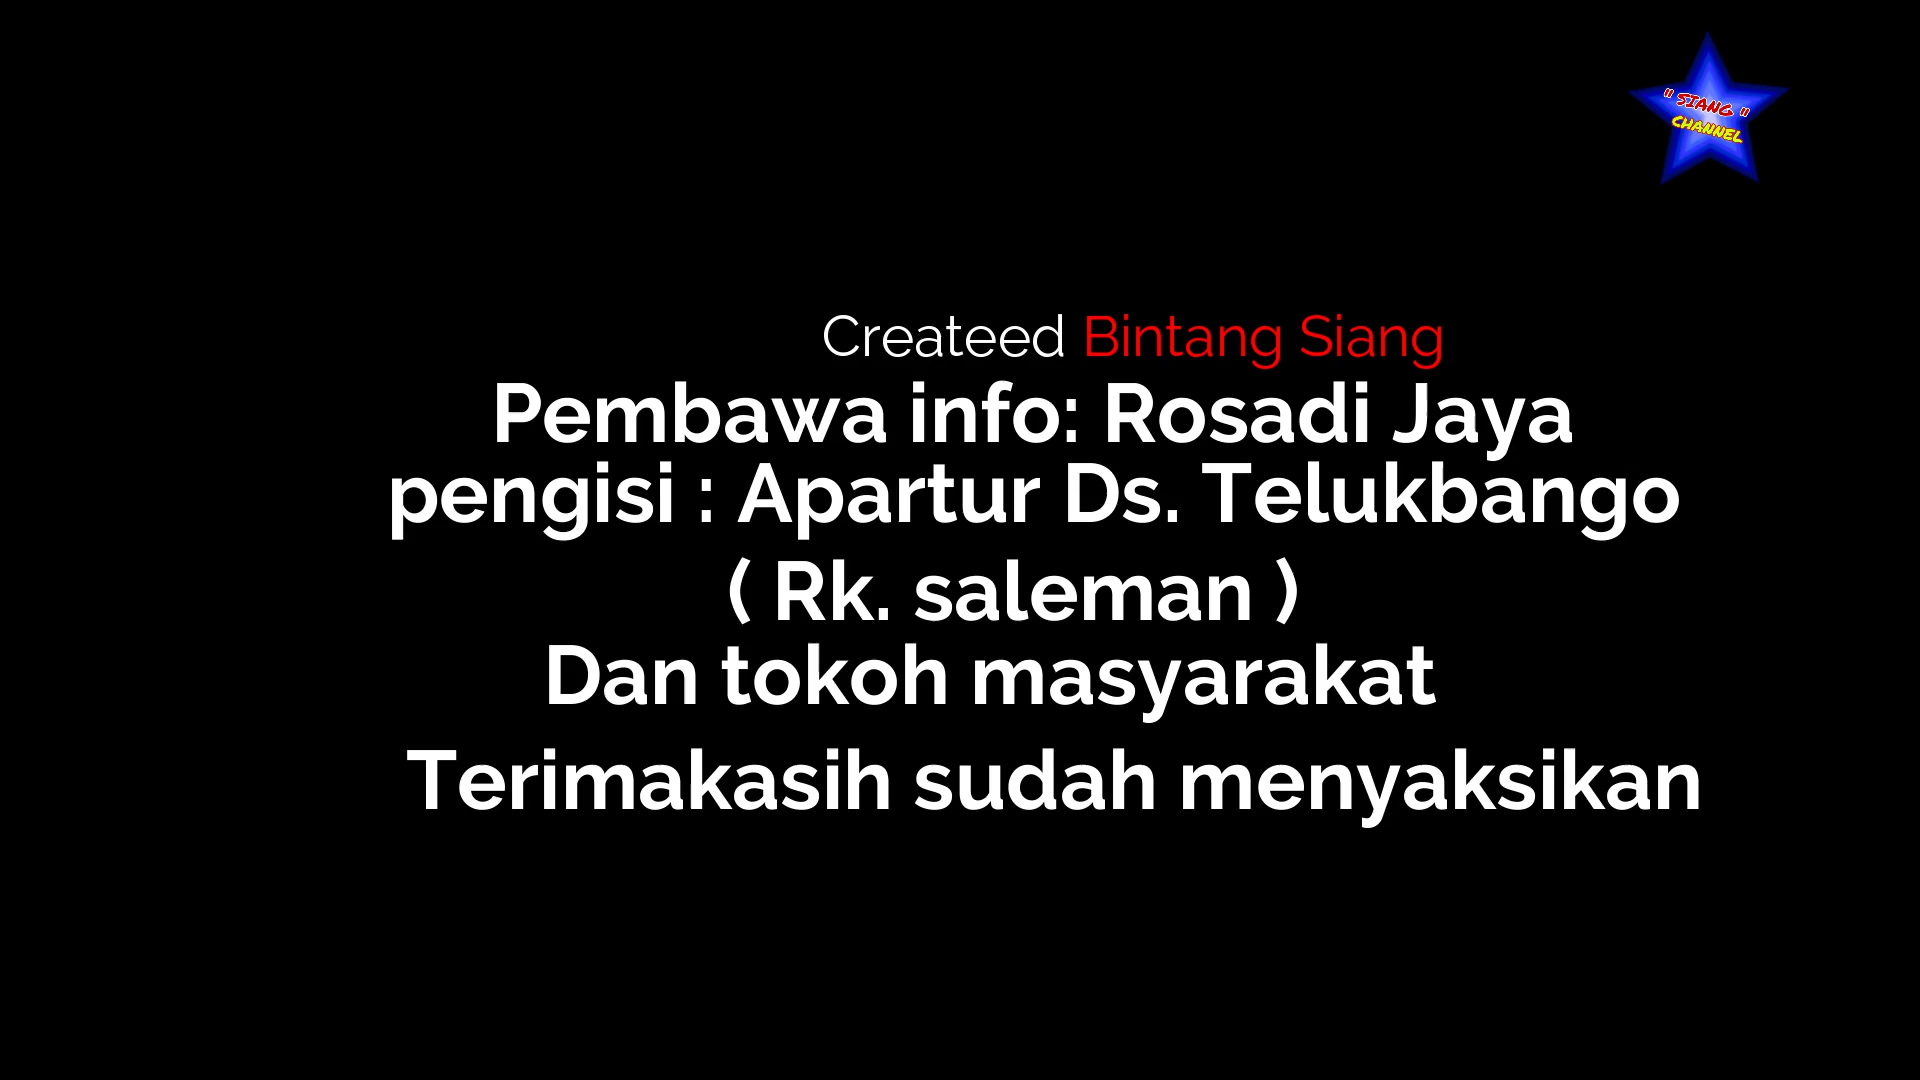 " SIANG "
CHANNEL
Createed Bintang Siang
Pembawa info: Rosadi Jaya
pengisi : Apartur Ds. Telukbango
( Rk. saleman )
Dan tokoh masyarakat
Terimakasih sudah menyaksikan